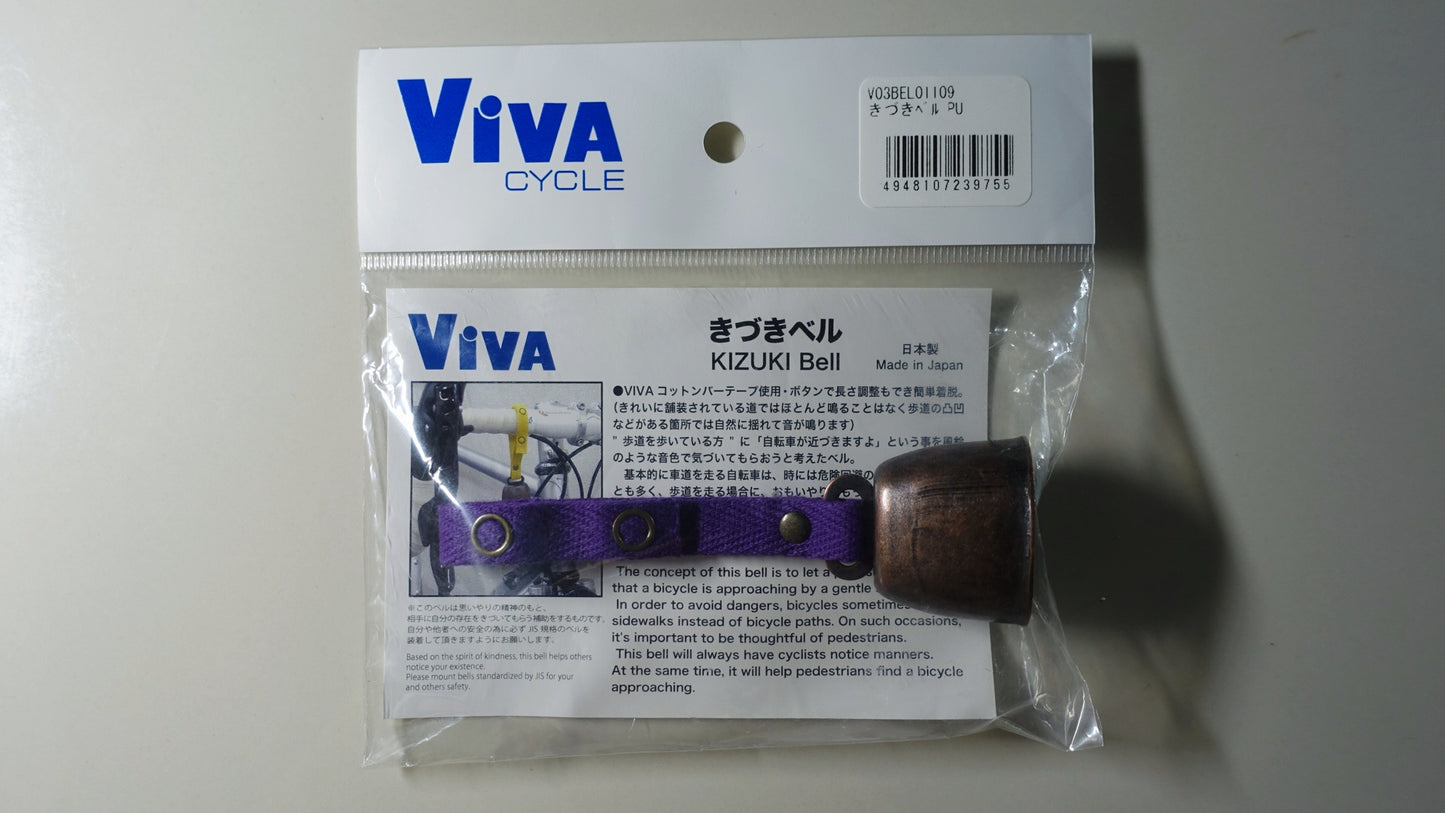 VIVA
CYCLE
V03BEL01109
きづきベル PU
4948107239755
VIVA
きづきベル
KIZUKI Bell
日本製
Made in Japan
●VIVA コットンバーテープ使用・ボタンで長さ調整もでき簡単着脱。
(きれいに舗装されている道ではほとんど鳴ることはなく歩道の凸凹
などがある箇所では自然に揺れて音が鳴ります)
" 歩道を歩いている方 " に「自転車が近づきますよ」という事を風鈴
のような音色で気づいてもらおうと考えたベル。
基本的に車道を走る自転車は、時には危険回避の
とも多く、歩道を走る場合に、おもいやり
The concept of this bell is to let a
that a bicycle is approaching by a gentle
In order to avoid dangers, bicycles sometimes
sidewalks instead of bicycle paths. On such occasions,
it's important to be thoughtful of pedestrians.
This bell will always have cyclists notice manners.
At the same time, it will help pedestrians find a bicycle
approaching.
※このベルは思いやりの精神のもと、
相手に自分の存在をきづいてもらう補助をするものです。
自分や他者への安全の為に必ず JIS 規格のベルを
装着して頂きますようにお願いします。
Based on the spirit of kindness, this bell helps others
notice your existence.
Please mount bells standardized by JIS for your
and others safety.